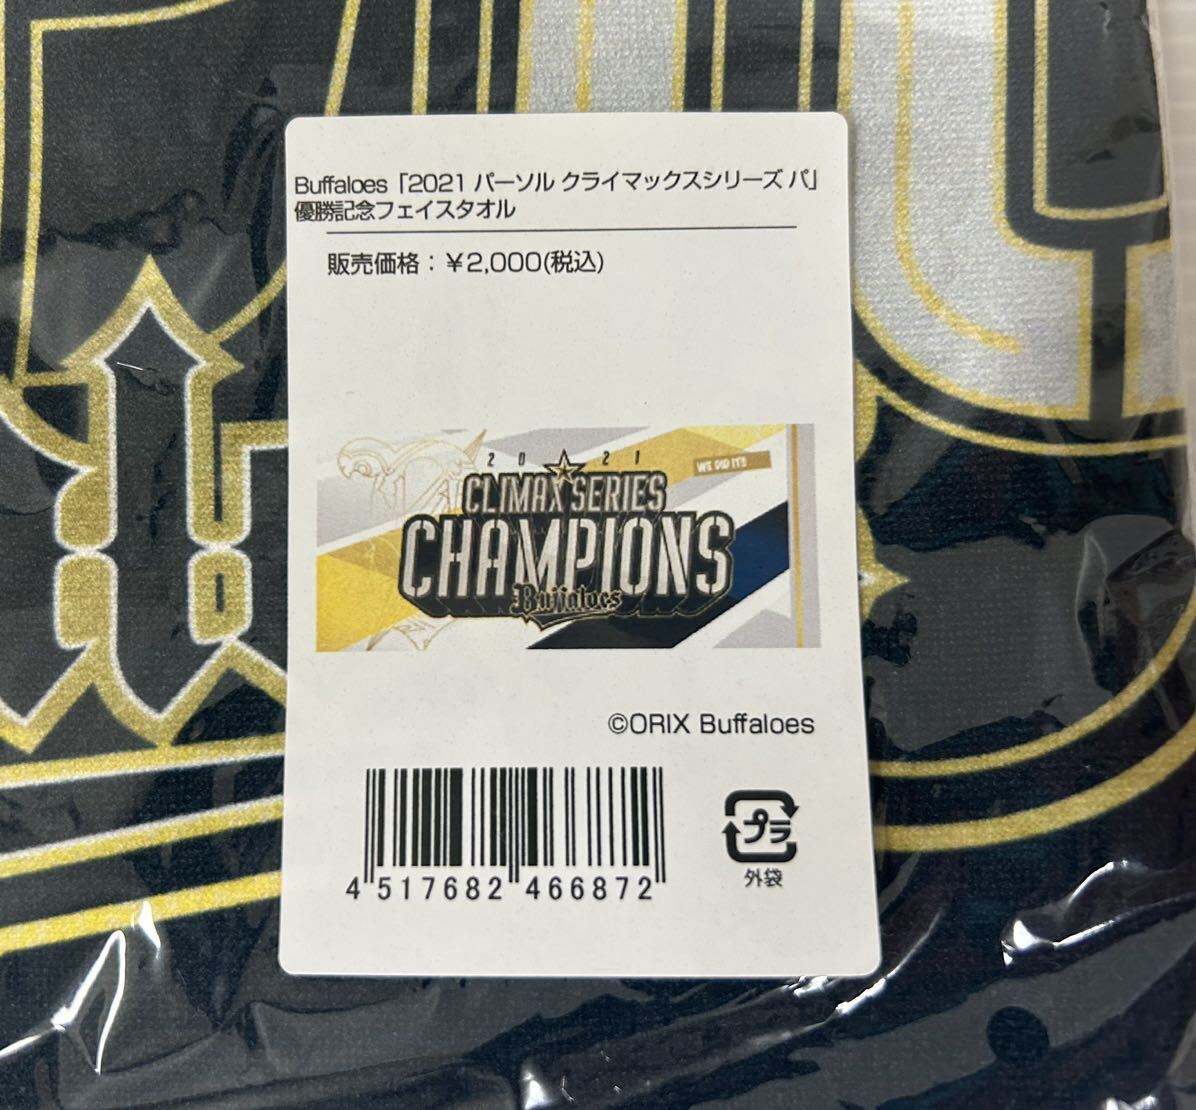 Buffaloes「2021 パーソル クライマックスシリーズ パ」
優勝記念フェイスタオル
販売価格：￥2,000(税込)
2021
WE DID IT!!
CLIMAX SERIES
CHAMPIONS
Buffaloes
©ORIX Buffaloes
4 517682 466872
プラ
外袋